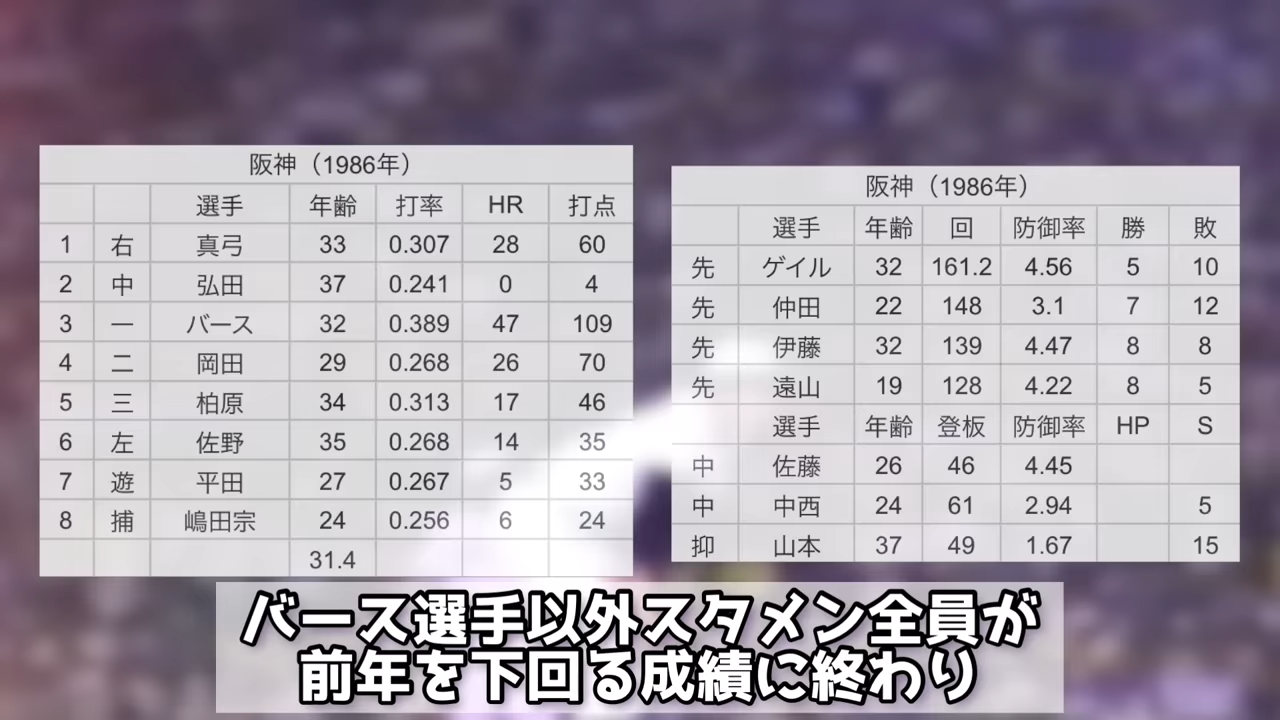 阪神（1986年）
選手 年齢 打率 HR 打点
1 右 真弓 33 0.307 28 60
2 中 弘田 37 0.241 0 4
3 一 バース 32 0.389 47 109
4 二 岡田 29 0.268 26 70
5 三 柏原 34 0.313 17 46
6 左 佐野 35 0.268 14 35
7 遊 平田 27 0.267 5 33
8 捕 嶋田宗 24 0.256 6 24
31.4
阪神（1986年）
選手 年齢 回 防御率 勝 敗
先 ゲイル 32 161.2 4.56 5 10
先 仲田 22 148 3.1 7 12
先 伊藤 32 139 4.47 8 8
先 遠山 19 128 4.22 8 5
選手 年齢 登板 防御率 HP S
中 佐藤 26 46 4.45
中 中西 24 61 2.94 5
抑 山本 37 49 1.67 15
バース選手以外スタメン全員が
前年を下回る成績に終わり